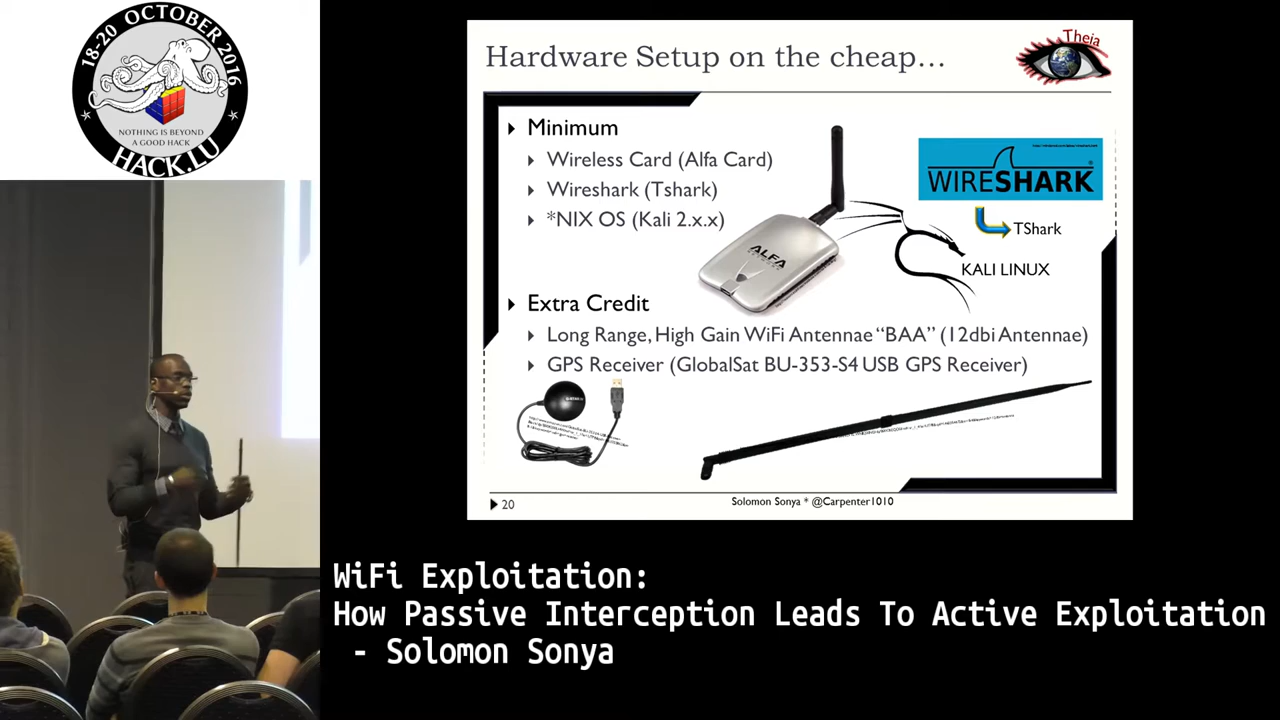 18-20 OCTOBER 2016
NOTHING IS BEYOND
A GOOD HACK
HACK.LU
Hardware Setup on the cheap…
Theia
Minimum
Wireless Card (Alfa Card)
Wireshark (Tshark)
*NIX OS (Kali 2.x.x)
ALFA
WIRESHARK
TShark
KALI LINUX
Extra Credit
Long Range, High Gain WiFi Antennae “BAA” (12dbi Antennae)
GPS Receiver (GlobalSat BU-353-S4 USB GPS Receiver)
20
Solomon Sonya * @Carpenter1010
WiFi Exploitation:
How Passive Interception Leads To Active Exploitation
- Solomon Sonya